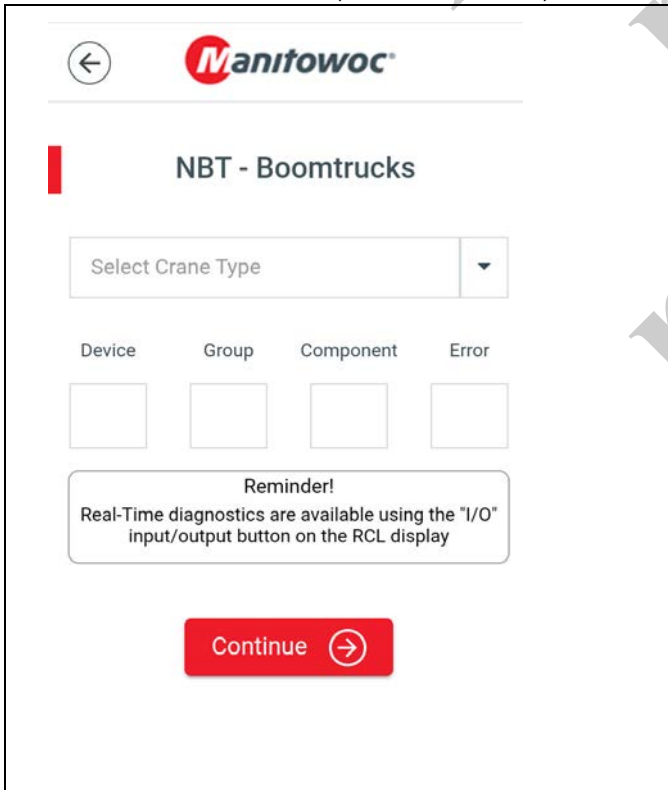 Manitowoc®
NBT - Boomtrucks
Select Crane Type
Device Group Component Error
Reminder!
Real-Time diagnostics are available using the "I/O"
input/output button on the RCL display
Continue